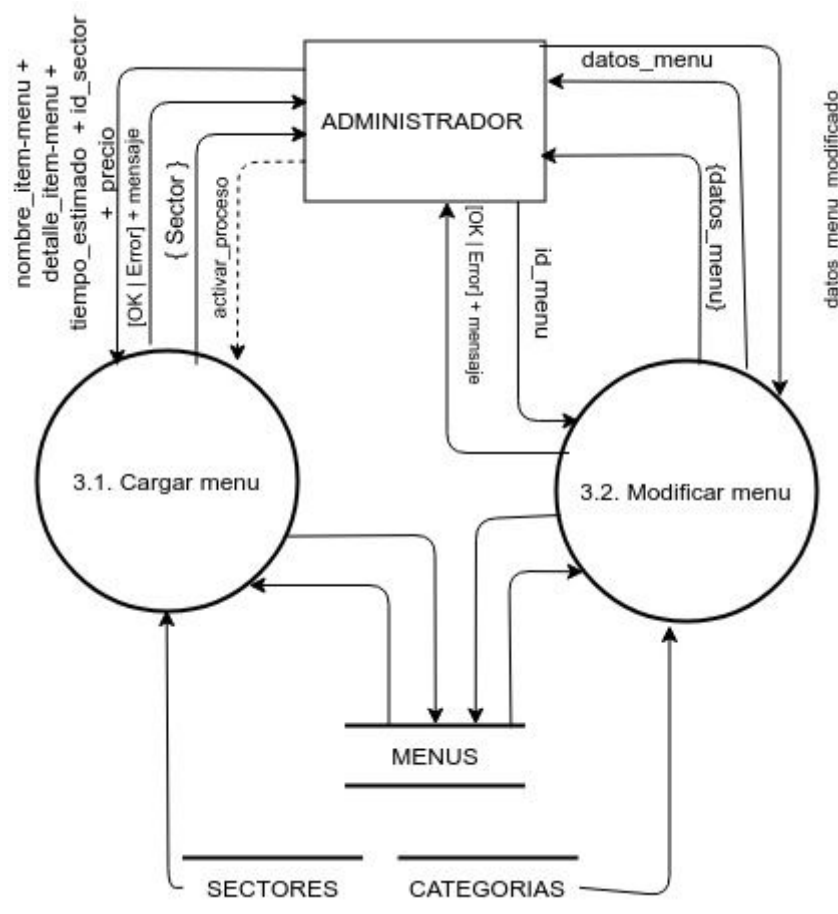 nombre_item-menu +
detalle_item-menu +
tiempo_estimado + id_sector
+ precio
[OK | Error] + mensaje
{ Sector }
activar_proceso
ADMINISTRADOR
[OK | Error] + mensaje
id_menu
datos_menu
{datos_menu}
datos_menu_modificado
3.1. Cargar menu
3.2. Modificar menu
MENUS
SECTORES
CATEGORIAS